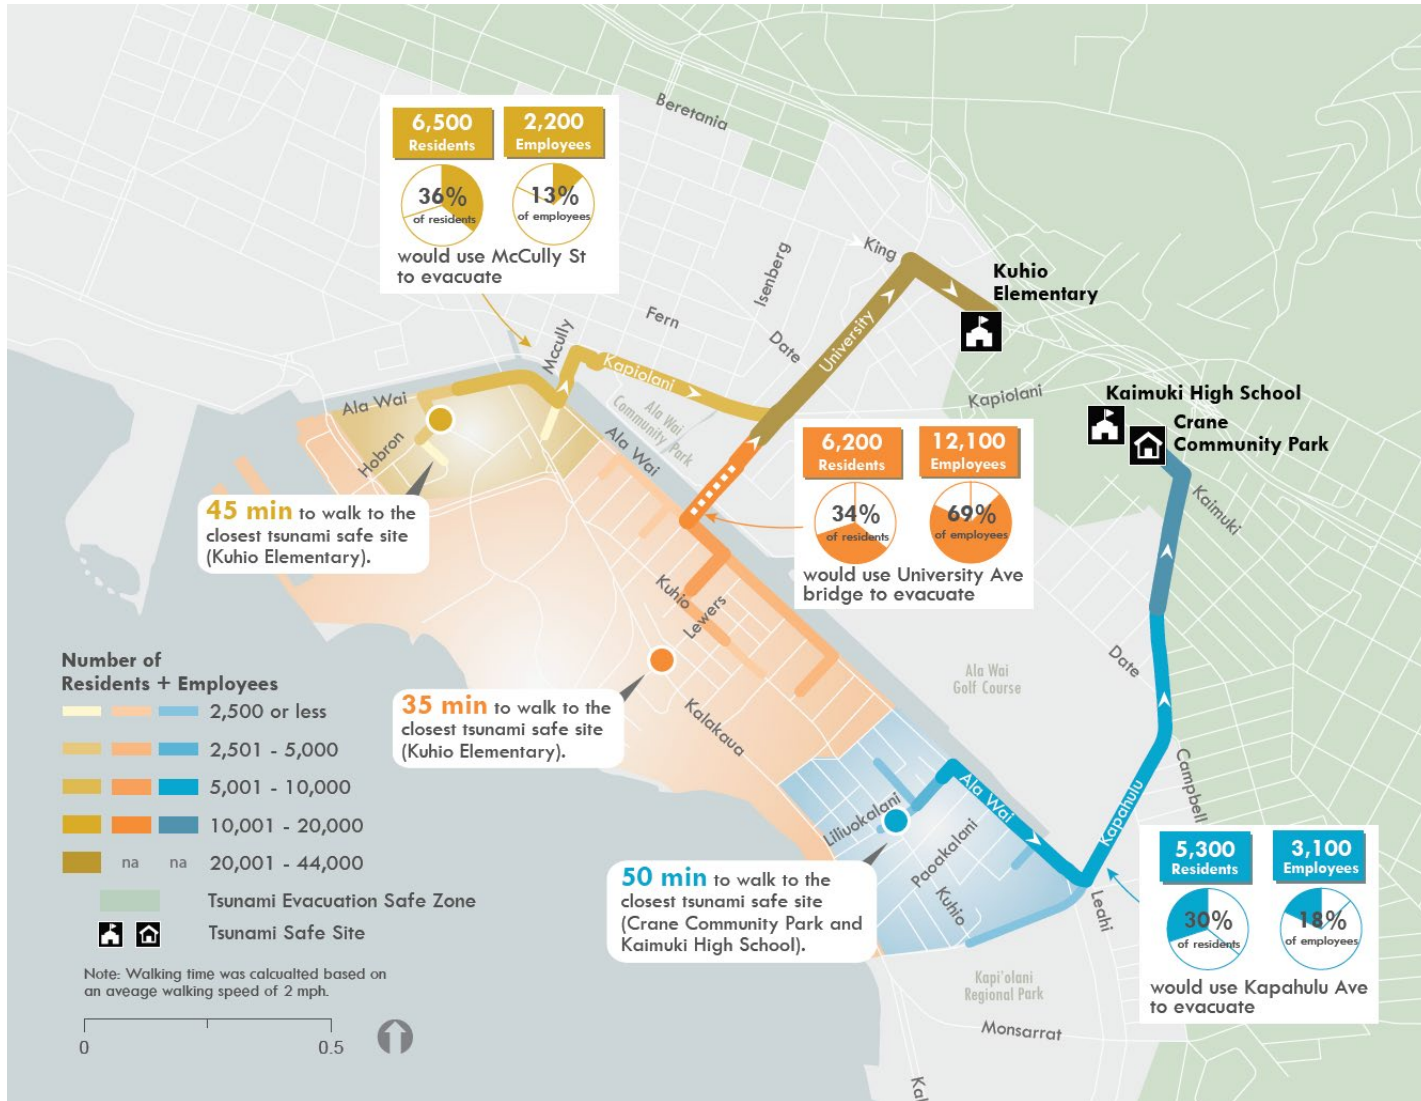 Beretania
6,500
Residents
2,200
Employees
36%
of residents
13%
of employees
would use McCully St
to evacuate
King
Isenberg
Kuhio
Elementary
Fern
Mccully
Date
University
Kapiolani
Kapiolani
Ala Wai
Community Park
Ala Wai
Hobron
Ala Wai
Kaimuki High School
Crane
Community Park
Kaimuki
6,200
Residents
12,100
Employees
34%
of residents
69%
of employees
would use University Ave
bridge to evacuate
45 min to walk to the
closest tsunami safe site
(Kuhio Elementary).
Kuhio
Lewers
Date
Ala Wai
Golf Course
35 min to walk to the
closest tsunami safe site
(Kuhio Elementary).
Kalakaua
Number of
Residents + Employees
2,500 or less
2,501 - 5,000
5,001 - 10,000
10,001 - 20,000
na na 20,001 - 44,000
Tsunami Evacuation Safe Zone
Tsunami Safe Site
Note: Walking time was calcualted based on
an aveage walking speed of 2 mph.
0 0.5
Liliuokalani
Ala Wai
Paoakalani
Kuhio
Kapahulu
Campbell
Leahi
50 min to walk to the
closest tsunami safe site
(Crane Community Park and
Kaimuki High School).
5,300
Residents
3,100
Employees
30%
of residents
18%
of employees
would use Kapahulu Ave
to evacuate
Kapi'olani
Regional Park
Monsarrat